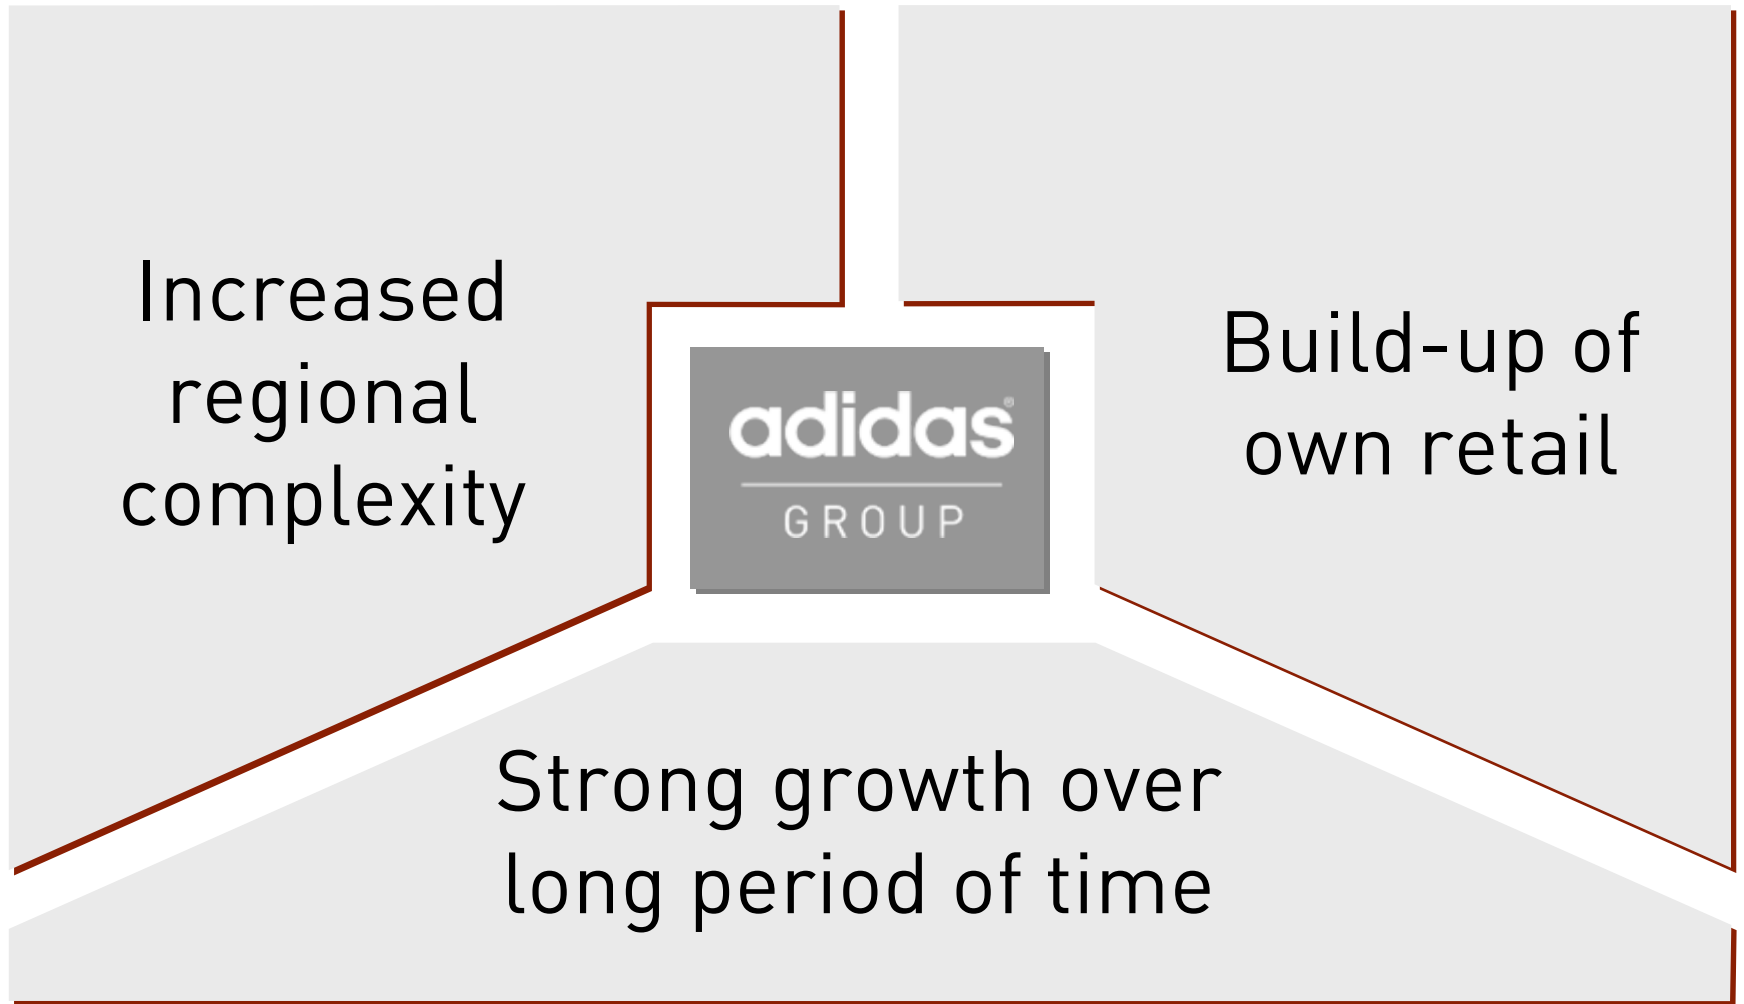 Increased
regional
complexity
Build-up of
own retail
adidas®
GROUP
Strong growth over
long period of time